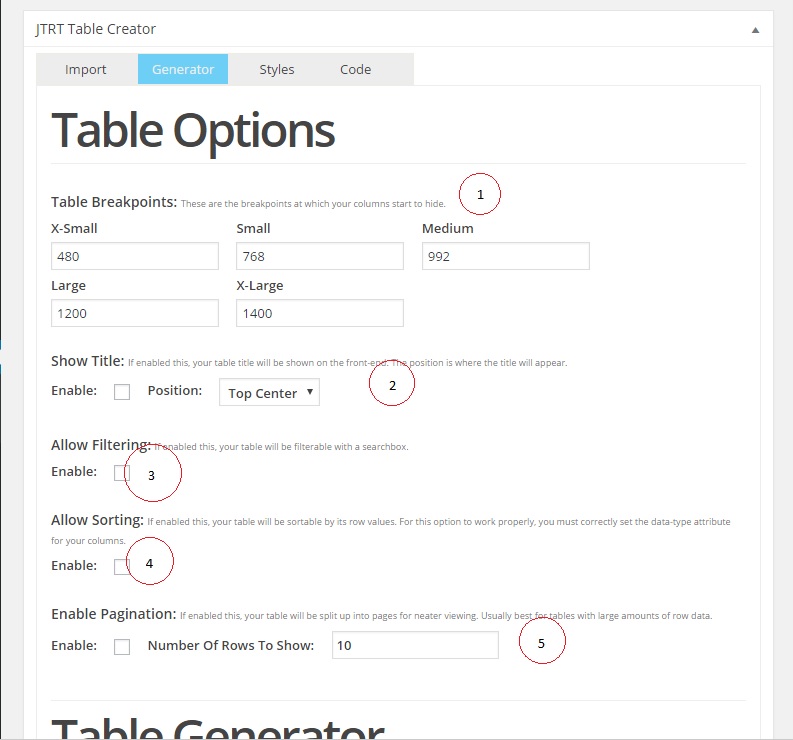 JTRT Table Creator ▲
Import Generator Styles Code
Table Options
Table Breakpoints: These are the breakpoints at which your columns start to hide. 1
X-Small Small Medium
480 768 992
Large X-Large
1200 1400
Show Title: If enabled this, your table title will be shown on the front-end. The position is where the title will appear.
Enable: Position: Top Center ▼ 2
Allow Filtering: If enabled this, your table will be filterable with a searchbox.
Enable: 3
Allow Sorting: If enabled this, your table will be sortable by its row values. For this option to work properly, you must correctly set the data-type attribute
for your columns.
Enable: 4
Enable Pagination: If enabled this, your table will be split up into pages for neater viewing. Usually best for tables with large amounts of row data.
Enable: Number Of Rows To Show: 10 5
Table Generator